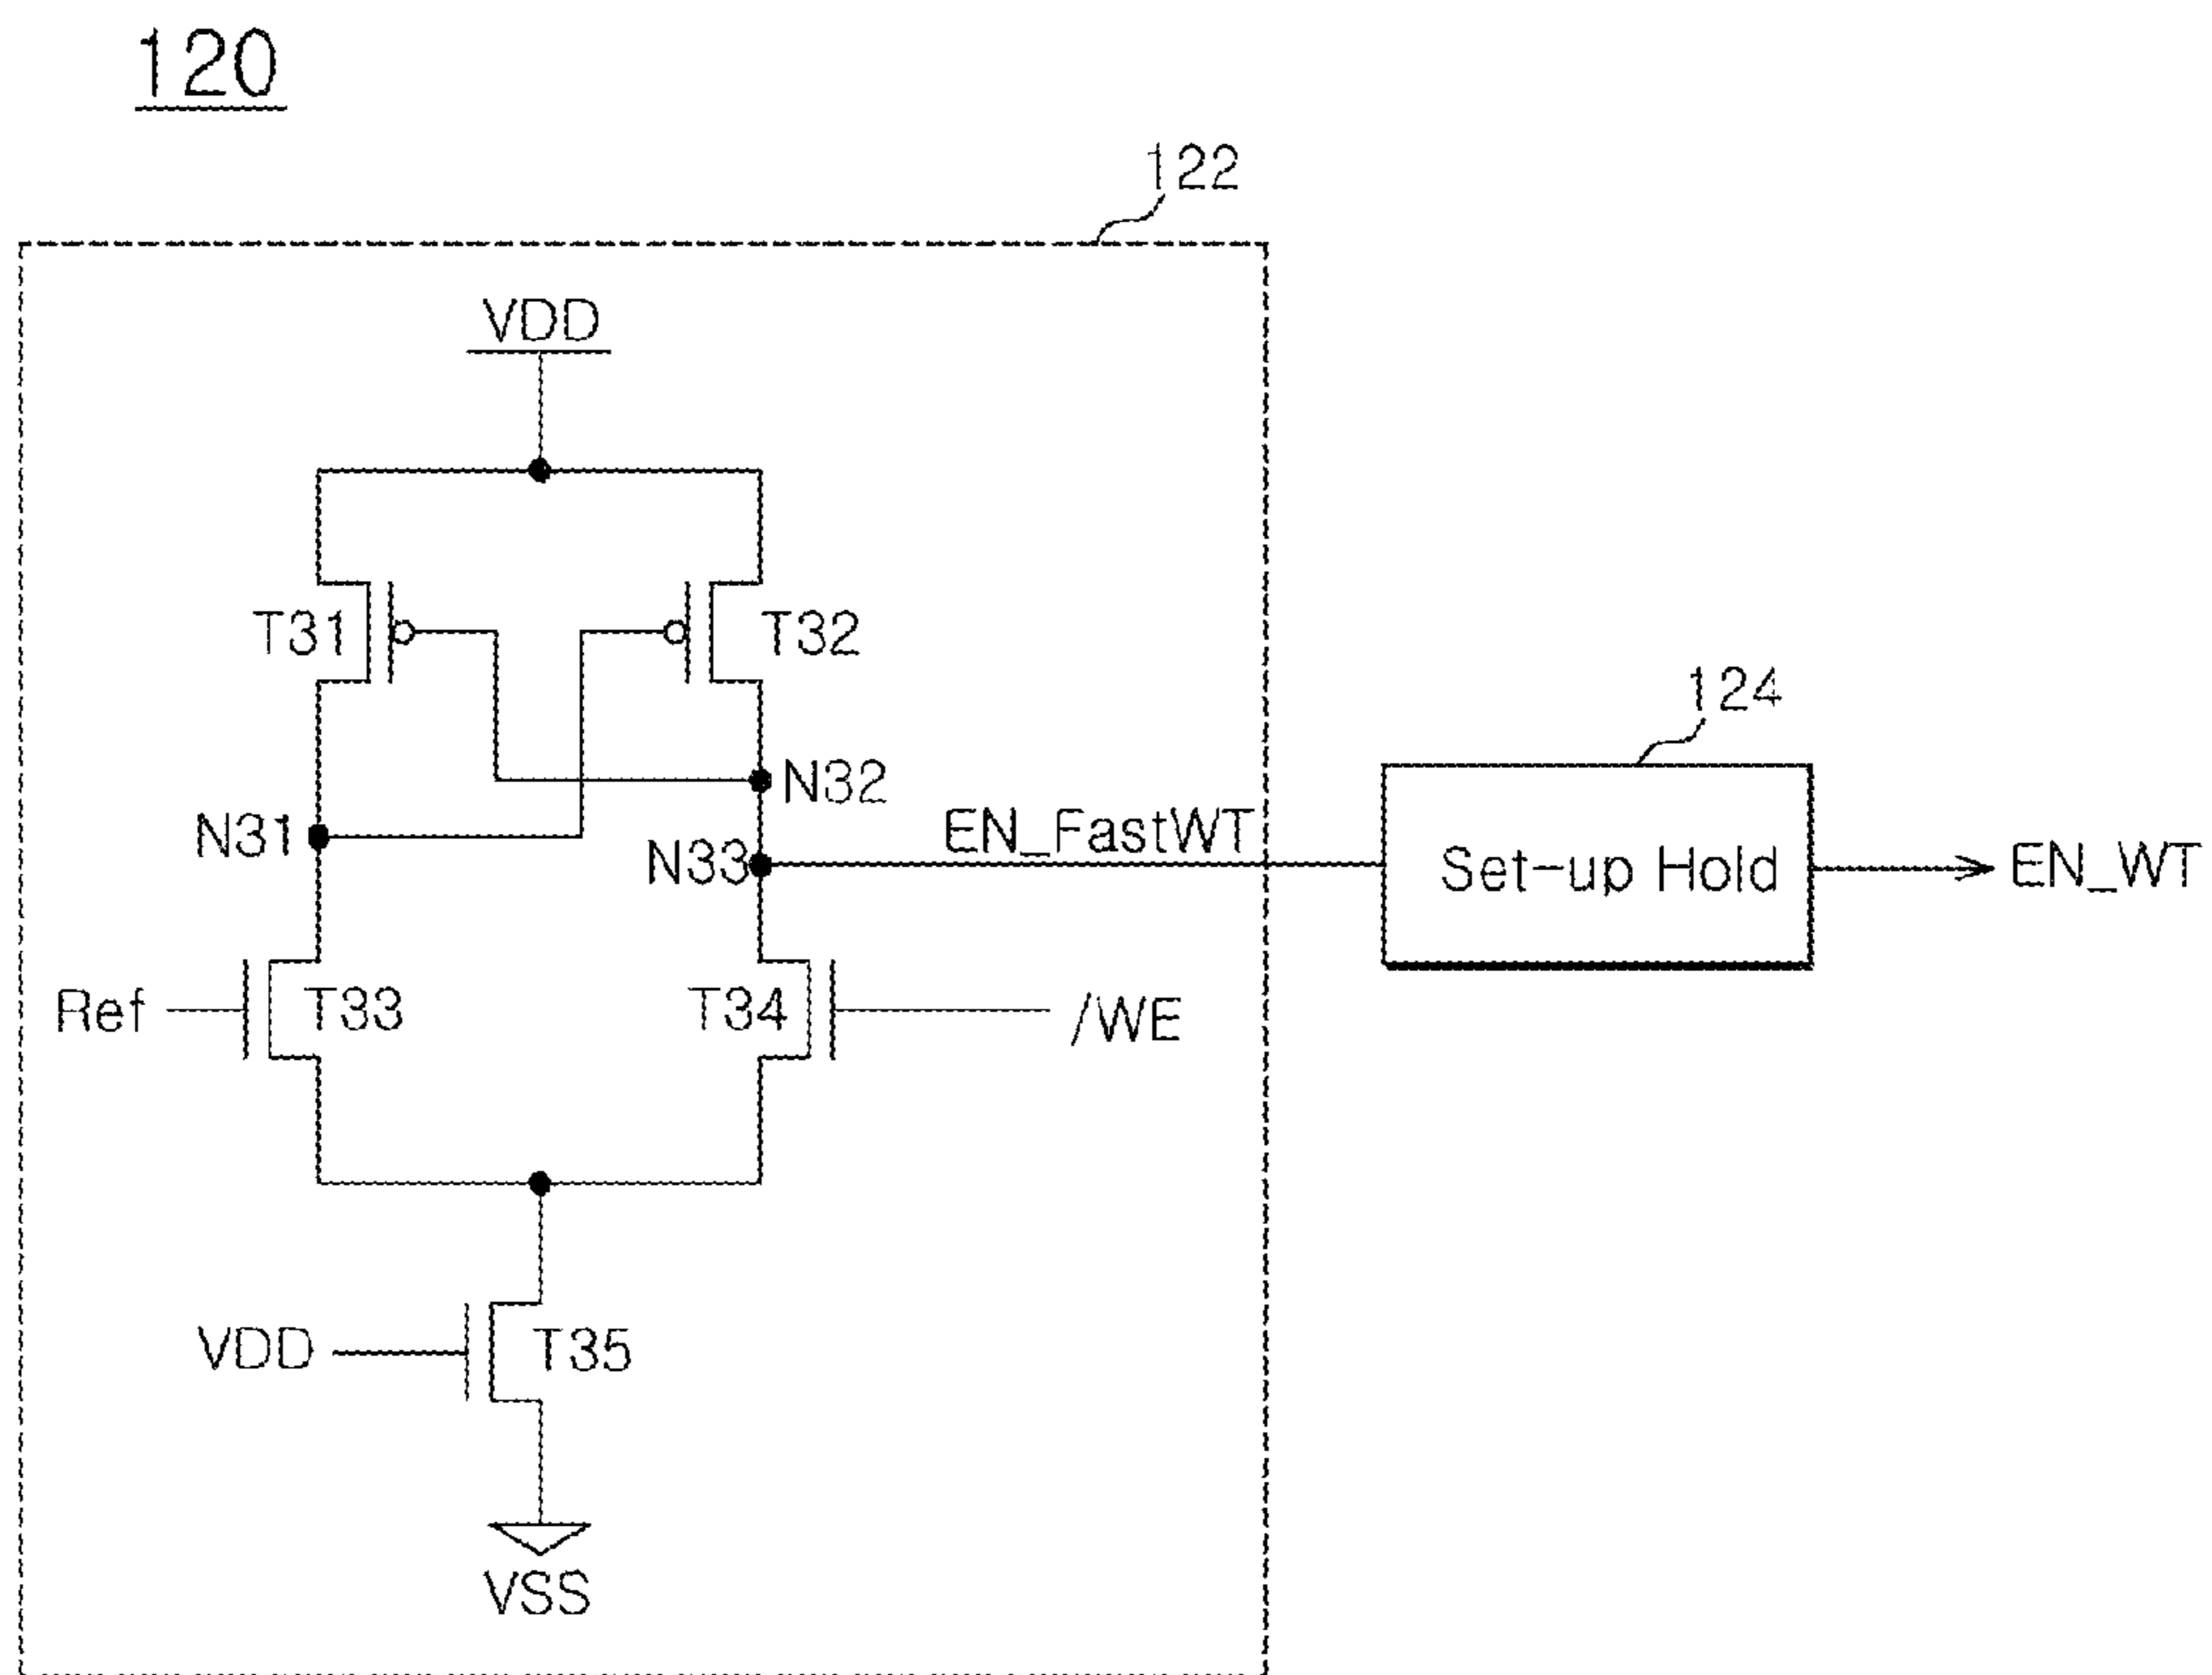 120
122
VDD
T31
T32
124
N32
N31
EN_FastWT
N33
Set-up Hold
EN_WT
Ref
T33
T34
/WE
VDD
T35
VSS